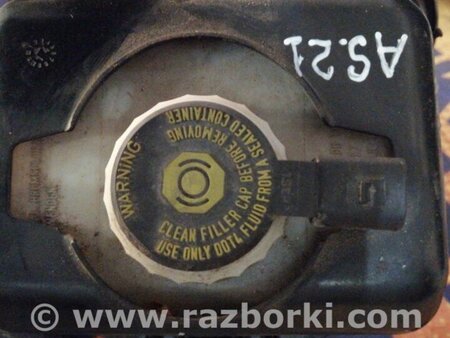 AS.21
WARNING
CLEAN FILLER CAP BEFORE REMOVING
USE ONLY DOT4 FLUID FROM A SEALED CONTAINER
© www.razborki.com